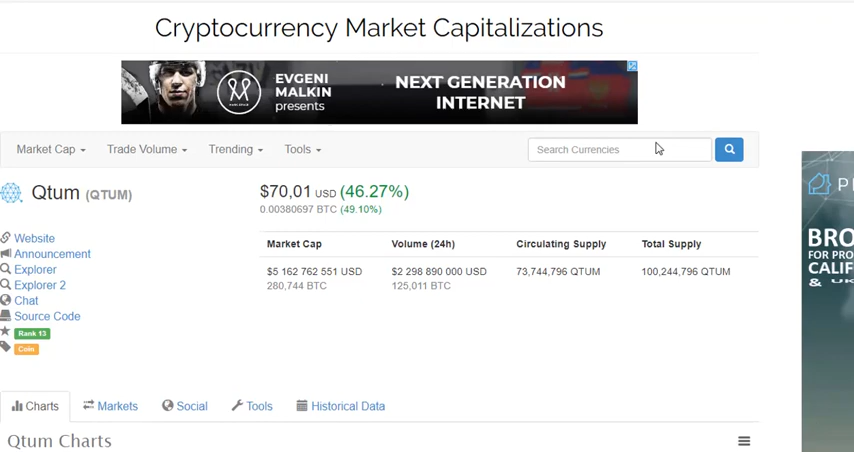 Cryptocurrency Market Capitalizations
EVGENI
MALKIN
presents
NEXT GENERATION
INTERNET
Market Cap
Trade Volume
Trending
Tools
Search Currencies
Qtum (QTUM)
$70,01 USD (46.27%)
0.00380697 BTC (49.10%)
Website
Announcement
Explorer
Explorer 2
Chat
Source Code
Rank 13
Coin
Market Cap
Volume (24h)
Circulating Supply
Total Supply
$5 162 762 551 USD
$2 298 890 000 USD
73,744,796 QTUM
100,244,796 QTUM
280,744 BTC
125,011 BTC
BRO
FOR PRO
CALIF
& UK
Charts
Markets
Social
Tools
Historical Data
Qtum Charts